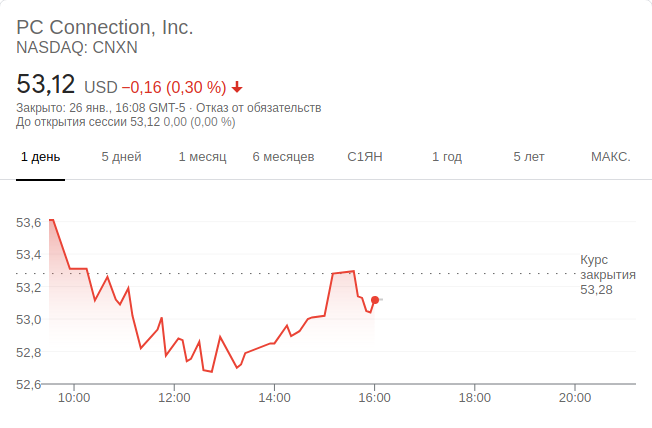 PC Connection, Inc.
NASDAQ: CNXN
53,12 USD −0,16 (0,30 %)
Закрыто: 26 янв., 16:08 GMT-5 · Отказ от обязательств
До открытия сессии 53,12 0,00 (0,00 %)
1 день 5 дней 1 месяц 6 месяцев С1ЯН 1 год 5 лет МАКС.
53,6
53,4
Курс
закрытия
53,28
53,2
53,0
52,8
52,6
10:00 12:00 14:00 16:00 18:00 20:00